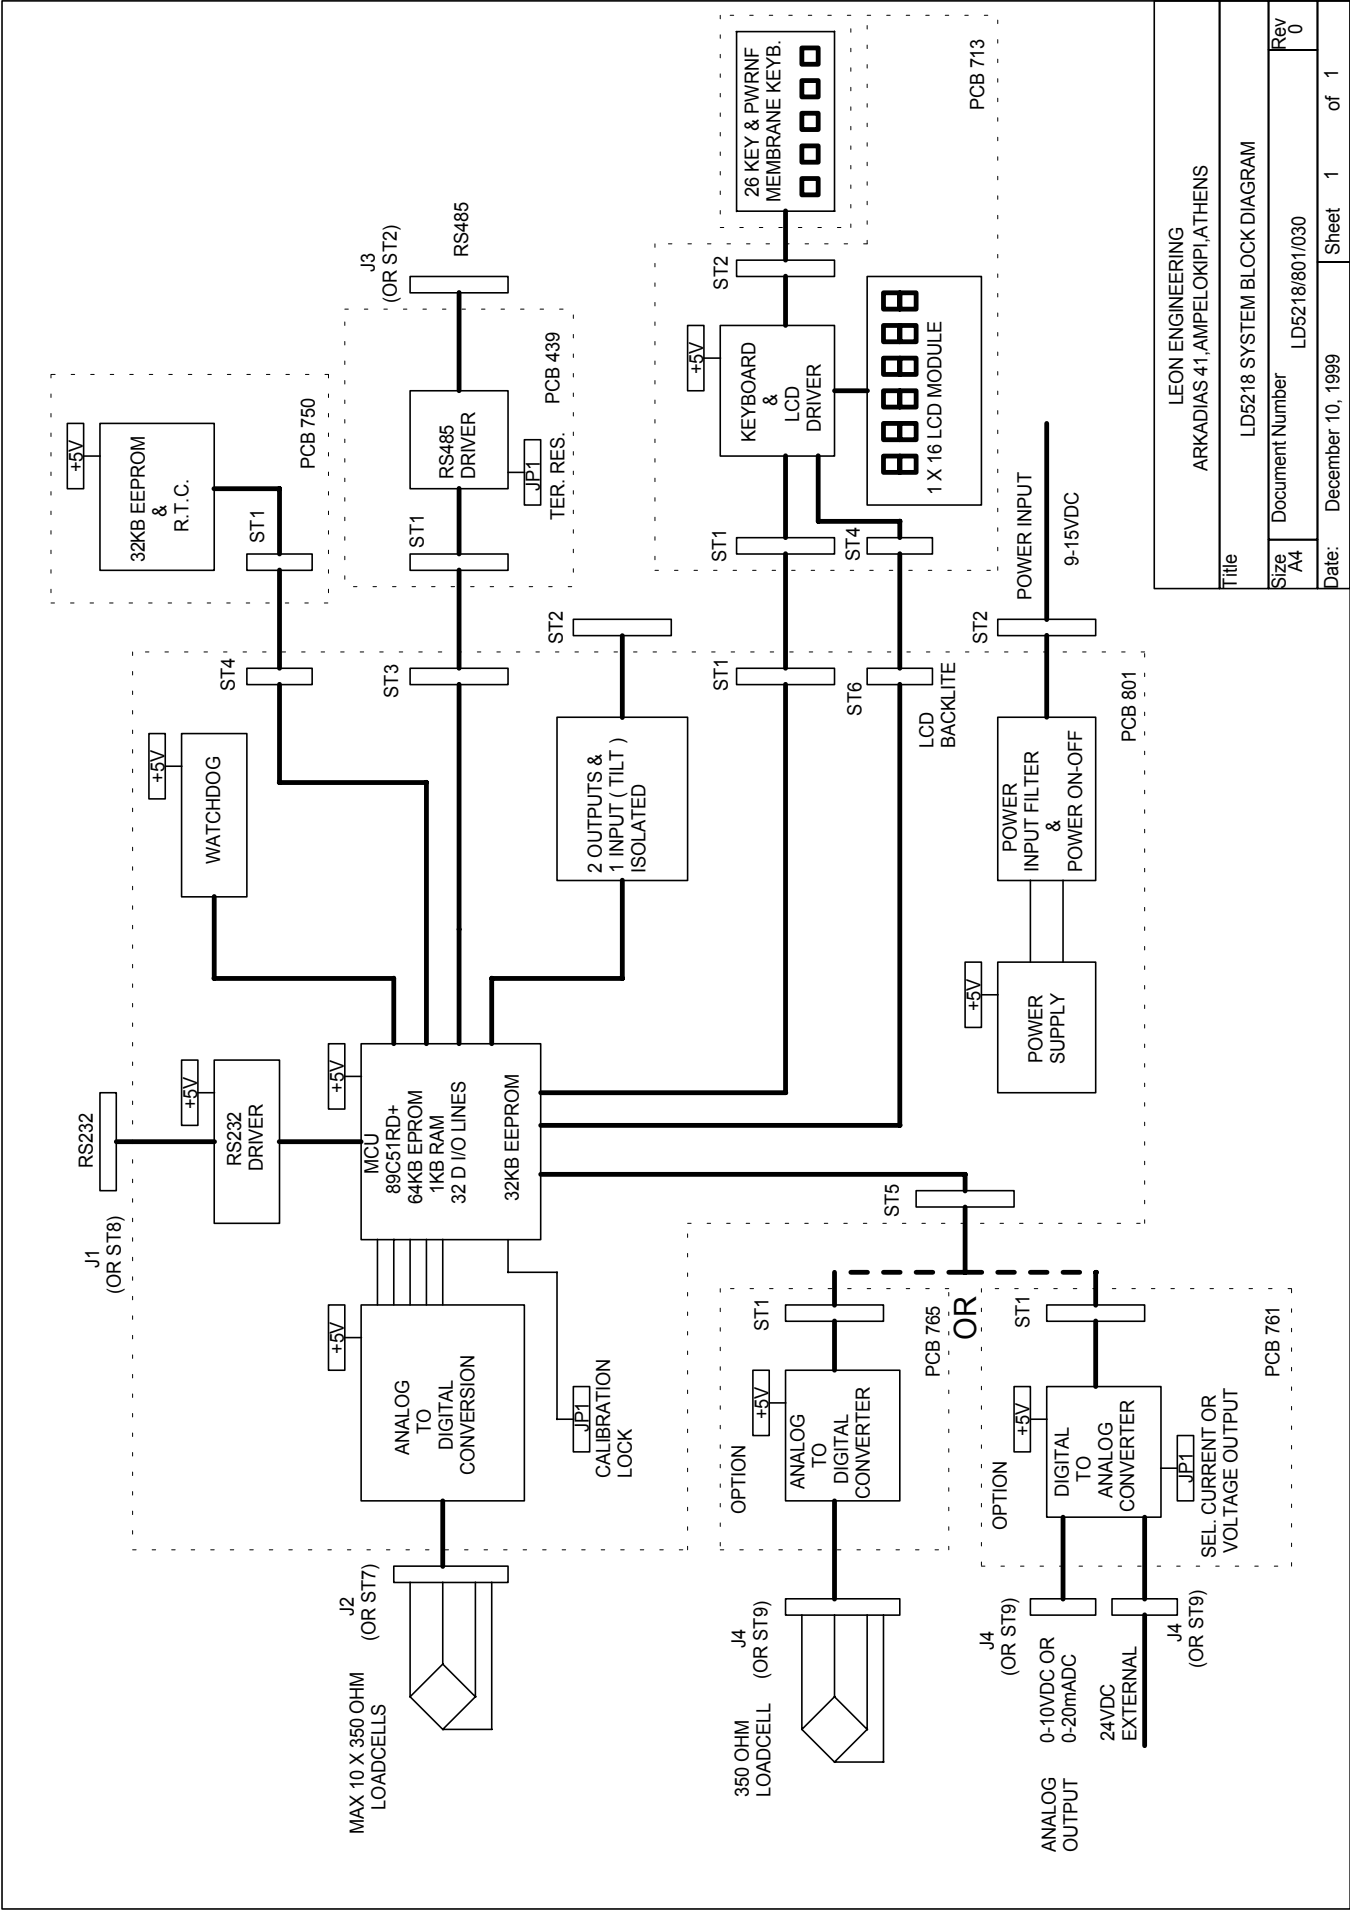 MAX 10 X 350 OHM
LOADCELLS
J2
(OR ST7)
+5V
ANALOG
TO
DIGITAL
CONVERSION
JP1
CALIBRATION
LOCK
J1
(OR ST8)
RS232
+5V
RS232
DRIVER
+5V
MCU
89C51RD+
64KB EPROM
1KB RAM
32 D I/O LINES
32KB EEPROM
+5V
WATCHDOG
ST4
ST3
2 OUTPUTS &
1 INPUT ( TILT )
ISOLATED
ST2
ST1
ST6
LCD
BACKLITE
+5V
POWER
SUPPLY
POWER
INPUT FILTER
&
POWER ON-OFF
PCB 801
ST2
POWER INPUT
9-15VDC
+5V
32KB EEPROM
&
R.T.C.
ST1
PCB 750
ST1
RS485
DRIVER
JP1
TER. RES.
PCB 439
J3
(OR ST2)
RS485
ST1
ST4
+5V
KEYBOARD
&
LCD
DRIVER
1 X 16 LCD MODULE
ST2
26 KEY & PWRNF
MEMBRANE KEYB.
PCB 713
ST5
OR
350 OHM
LOADCELL
J4
(OR ST9)
OPTION
+5V
ANALOG
TO
DIGITAL
CONVERTER
ST1
PCB 765
ANALOG
OUTPUT
0-10VDC OR
0-20mADC
24VDC
EXTERNAL
J4
(OR ST9)
J4
(OR ST9)
OPTION
+5V
DIGITAL
TO
ANALOG
CONVERTER
JP1
SEL. CURRENT OR
VOLTAGE OUTPUT
ST1
PCB 761
LEON ENGINEERING
ARKADIAS 41,AMPELOKIPI,ATHENS
Title
LD5218 SYSTEM BLOCK DIAGRAM
Size Document Number Rev
A4 LD5218/801/030 0
Date: December 10, 1999 Sheet 1 of 1